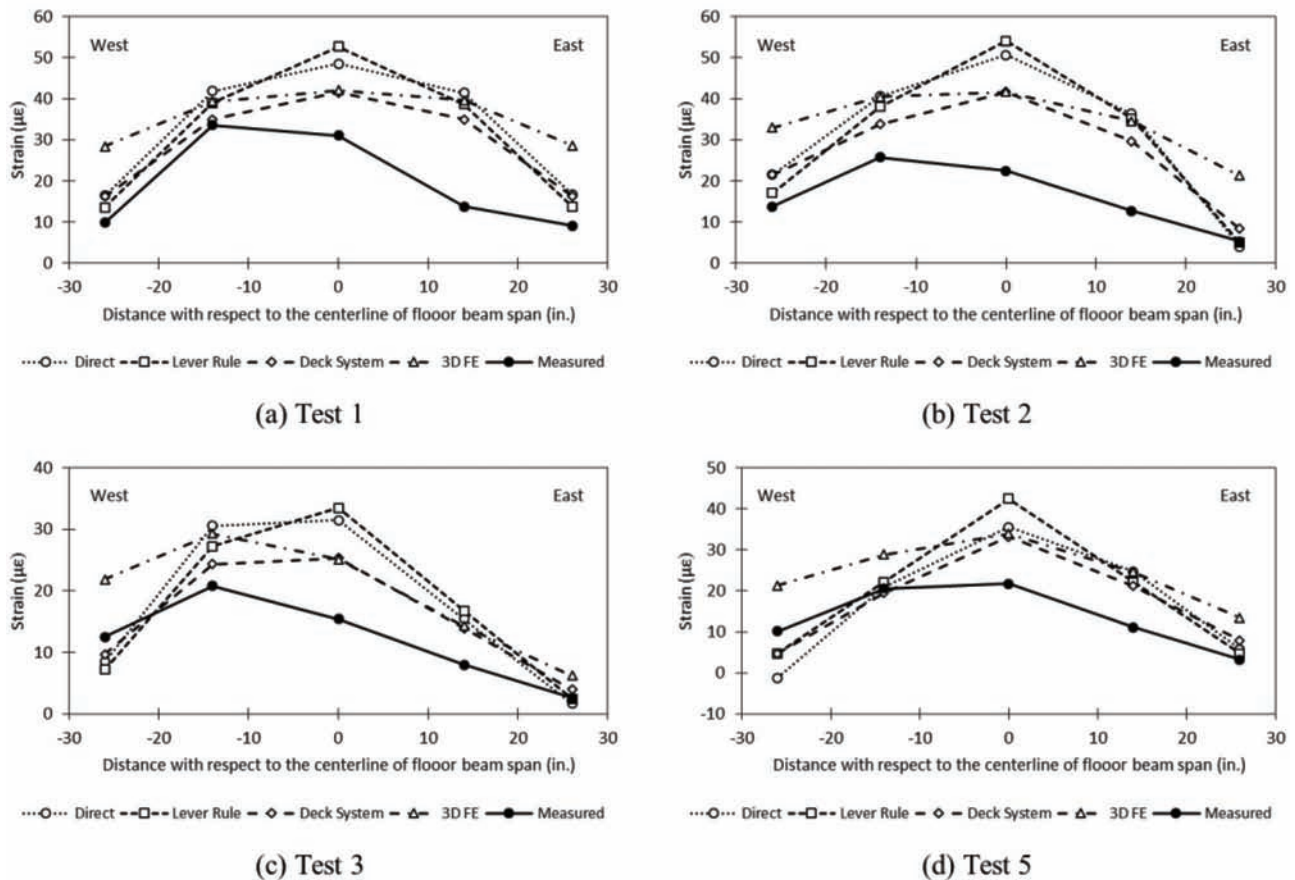 60
50
40
30
20
10
0
West
East
Strain (με)
-30 -20 -10 0 10 20 30
Distance with respect to the centerline of flooor beam span (in.)
Direct Lever Rule Deck System 3D FE Measured
(a) Test 1
60
50
40
30
20
10
0
West
East
Strain (με)
-30 -20 -10 0 10 20 30
Distance with respect to the centerline of flooor beam span (in.)
Direct Lever Rule Deck System 3D FE Measured
(b) Test 2
40
30
20
10
0
West
East
Strain (με)
-30 -20 -10 0 10 20 30
Distance with respect to the centerline of flooor beam span (in.)
Direct Lever Rule Deck System 3D FE Measured
(c) Test 3
50
40
30
20
10
0
-10
West
East
Strain (με)
-30 -20 -10 0 10 20 30
Distance with respect to the centerline of flooor beam span (in.)
Direct Lever Rule Deck System 3D FE Measured
(d) Test 5